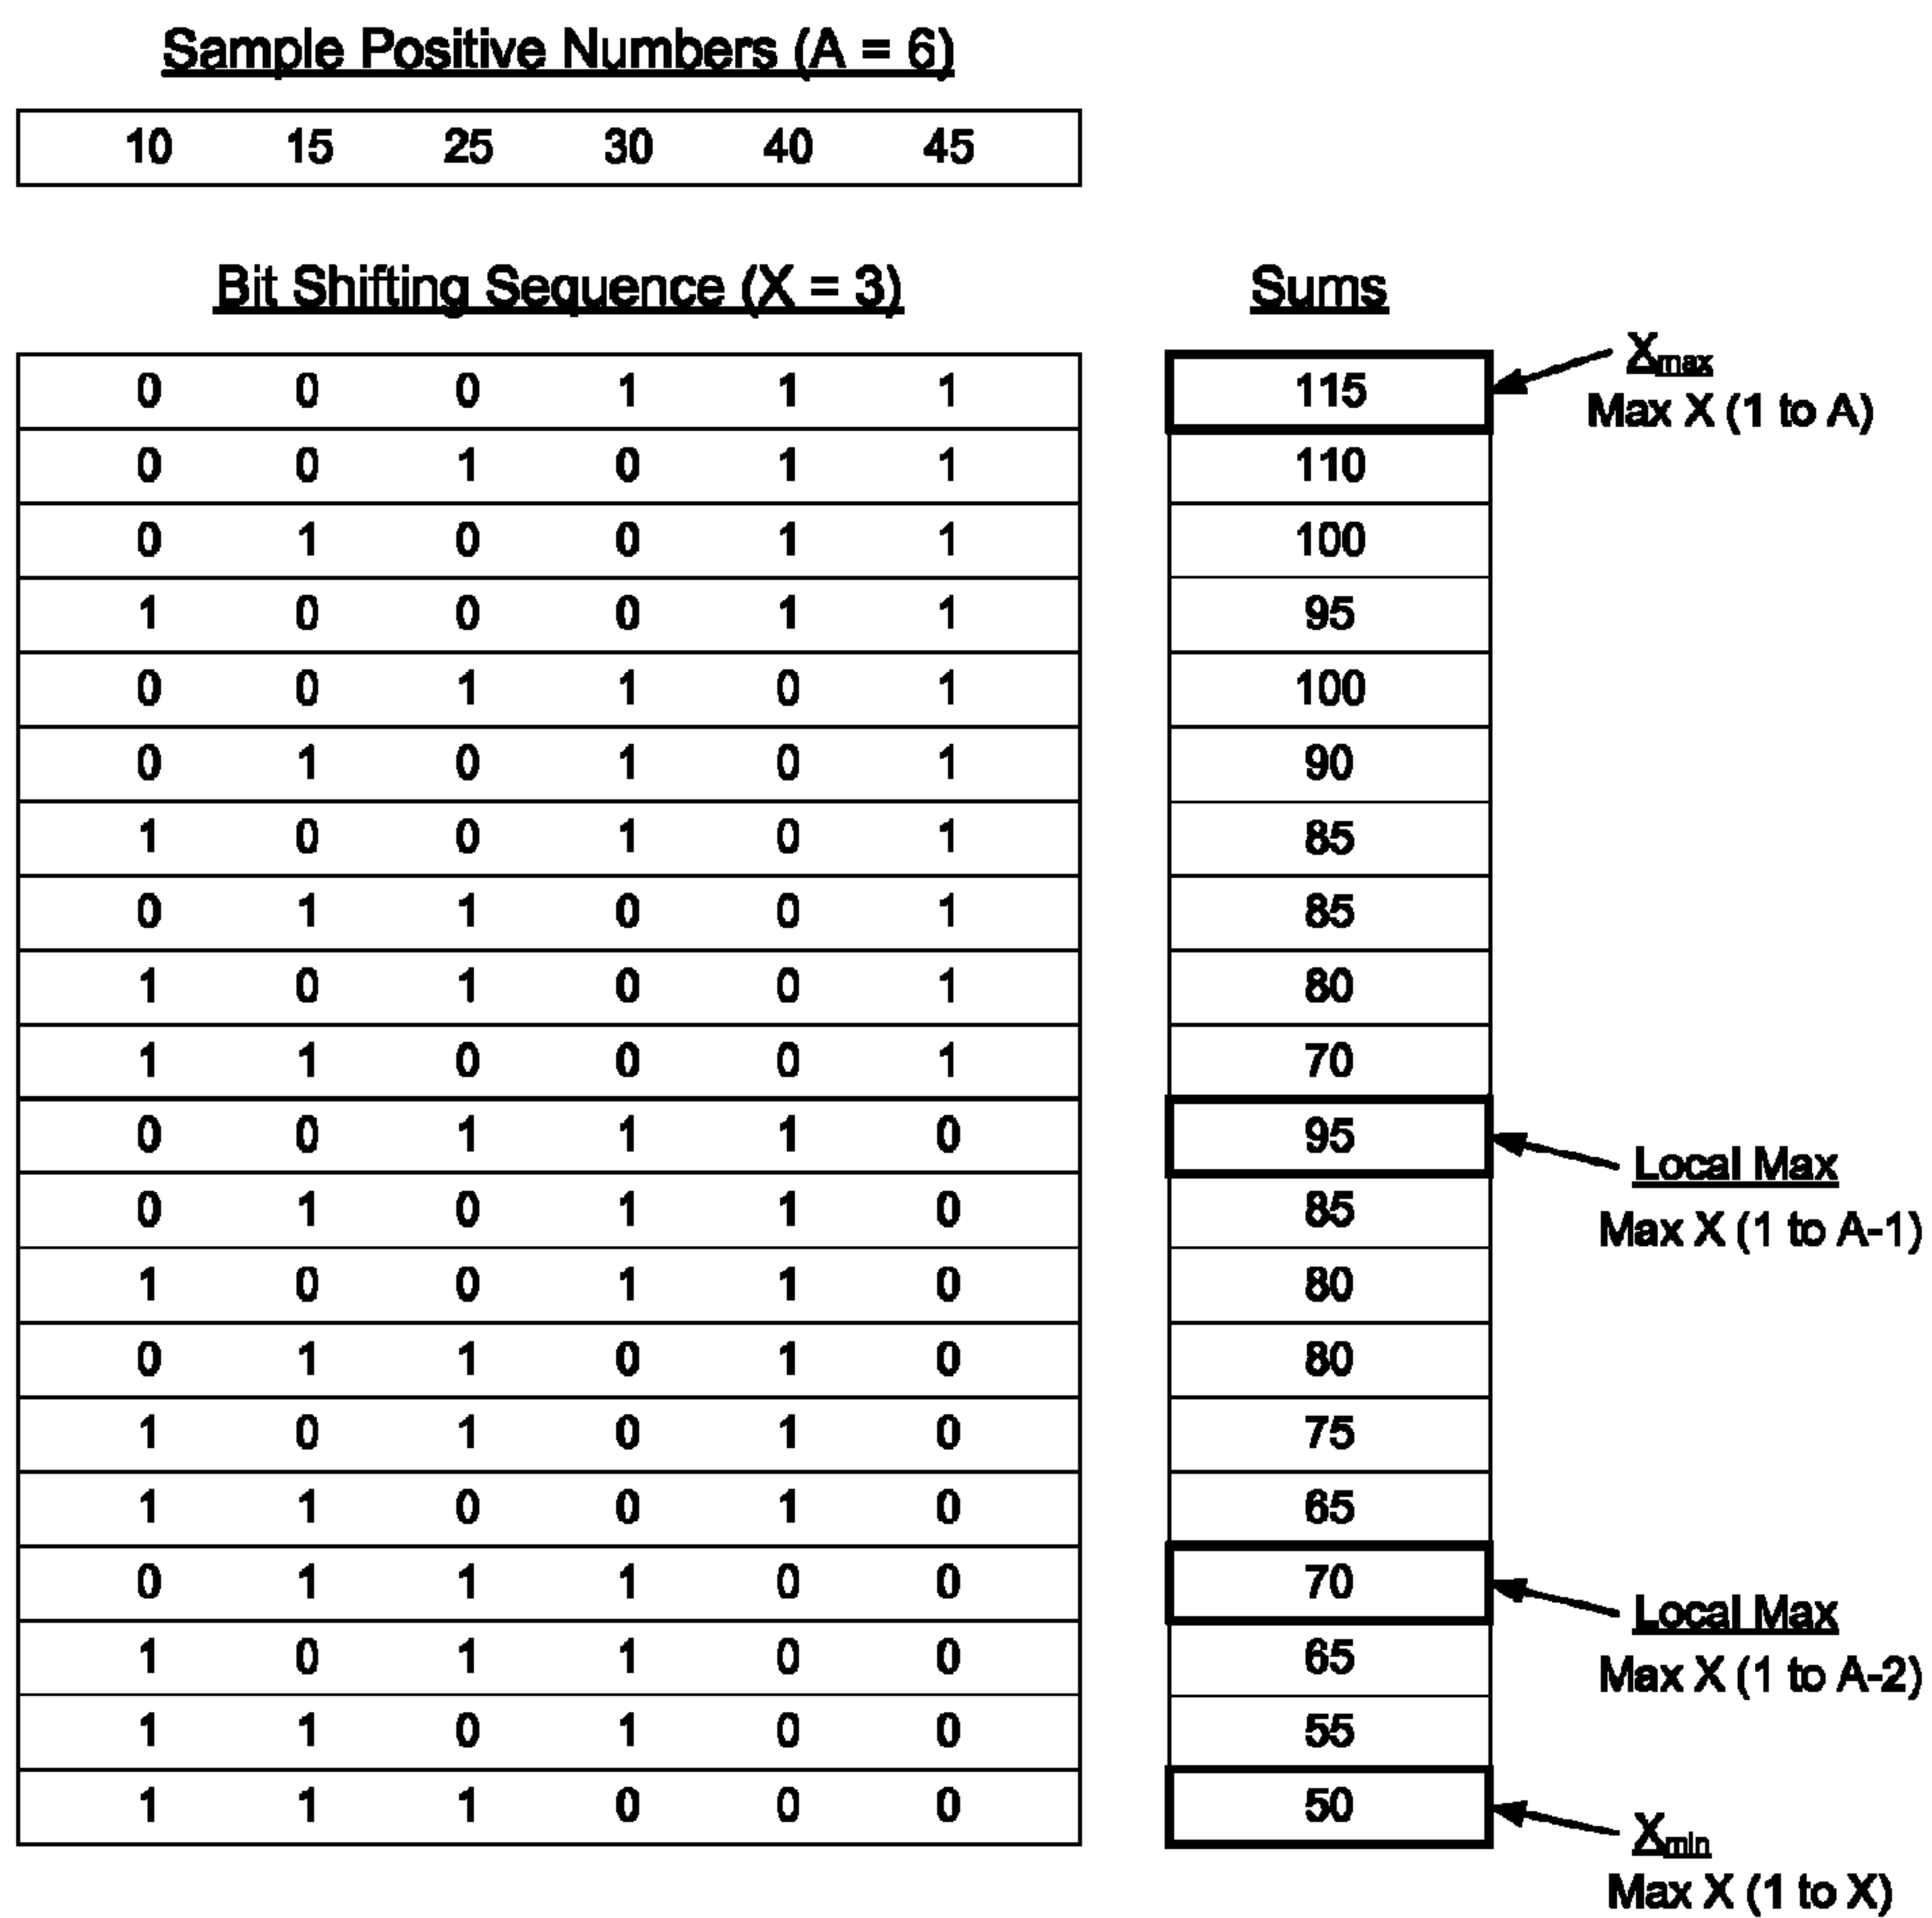 Sample Positive Numbers (A = 6)
10 15 25 30 40 45
Bit Shifting Sequence (X = 3) Sums
0 0 0 1 1 1 115
Xmax
Max X (1 to A)
0 0 1 0 1 1 110
0 1 0 0 1 1 100
1 0 0 0 1 1 95
0 0 1 1 0 1 100
0 1 0 1 0 1 90
1 0 0 1 0 1 85
0 1 1 0 0 1 85
1 0 1 0 0 1 80
1 1 0 0 0 1 70
0 0 1 1 1 0 95
Local Max
Max X (1 to A-1)
0 1 0 1 1 0 85
1 0 0 1 1 0 80
0 1 1 0 1 0 80
1 0 1 0 1 0 75
1 1 0 0 1 0 65
0 1 1 1 0 0 70
Local Max
Max X (1 to A-2)
1 0 1 1 0 0 65
1 1 0 1 0 0 55
1 1 1 0 0 0 50
Xmin
Max X (1 to X)